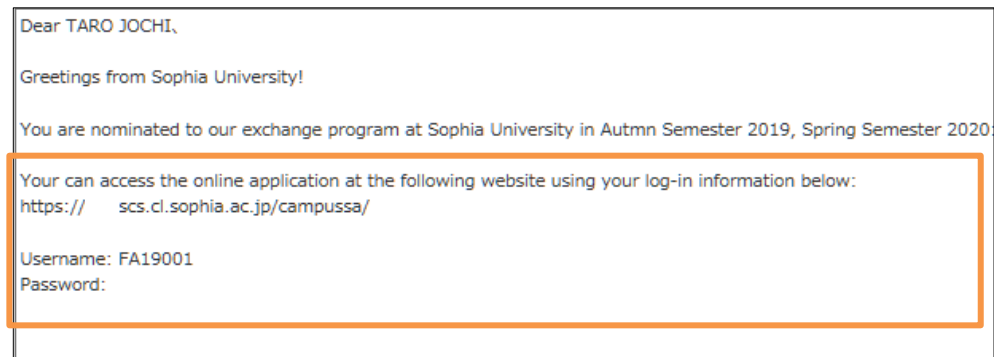 Dear TARO JOCHI、
Greetings from Sophia University!
You are nominated to our exchange program at Sophia University in Autmn Semester 2019, Spring Semester 2020:
Your can access the online application at the following website using your log-in information below:
https:// scs.cl.sophia.ac.jp/campussa/
Username: FA19001
Password: